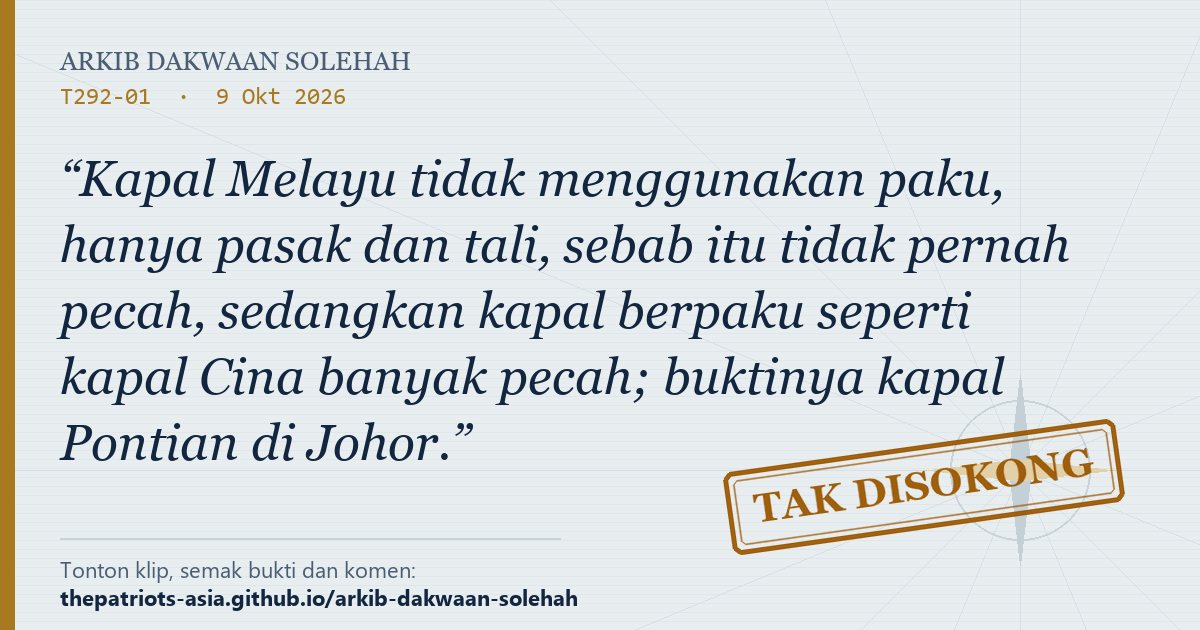 ARKIB DAKWAAN SOLEHAH
T292-01 · 9 Okt 2026
“Kapal Melayu tidak menggunakan paku,
hanya pasak dan tali, sebab itu tidak pernah
pecah, sedangkan kapal berpaku seperti
kapal Cina banyak pecah; buktinya kapal
Pontian di Johor.”
TAK DISOKONG
Tonton klip, semak bukti dan komen:
thepatriots-asia.github.io/arkib-dakwaan-solehah